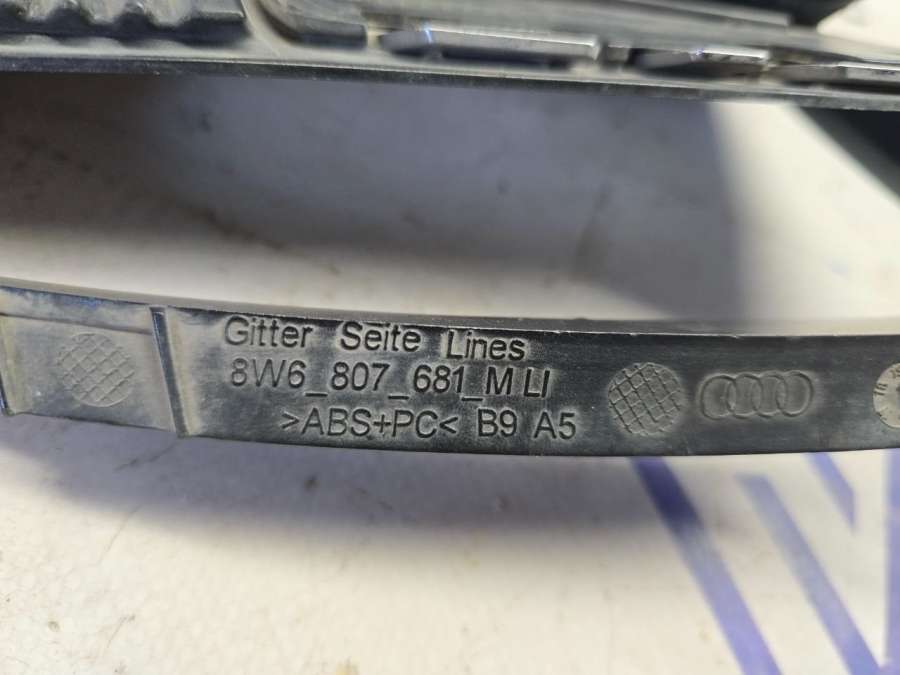 Gitter Seite Lines
8W6_807_681_M LI
>ABS+PC< B9 A5